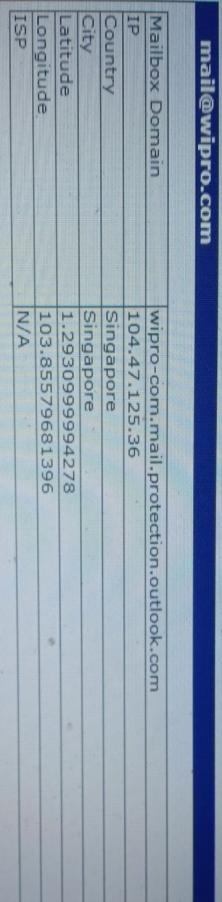 mail@wipro.com
Mailbox Domain wipro-com.mail.protection.outlook.com
IP 104.47.125.36
Country Singapore
City Singapore
Latitude 1.2930999994278
Longitude 103.85579681396
ISP N/A